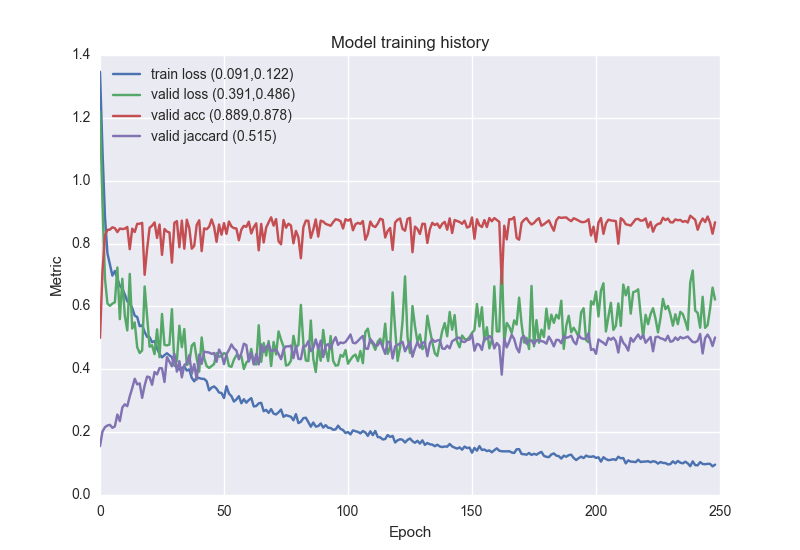 Model training history
train loss (0.091,0.122)
valid loss (0.391,0.486)
valid acc (0.889,0.878)
valid jaccard (0.515)
1.4
1.2
1.0
0.8
0.6
0.4
0.2
0.0
Metric
0 50 100 150 200 250
Epoch